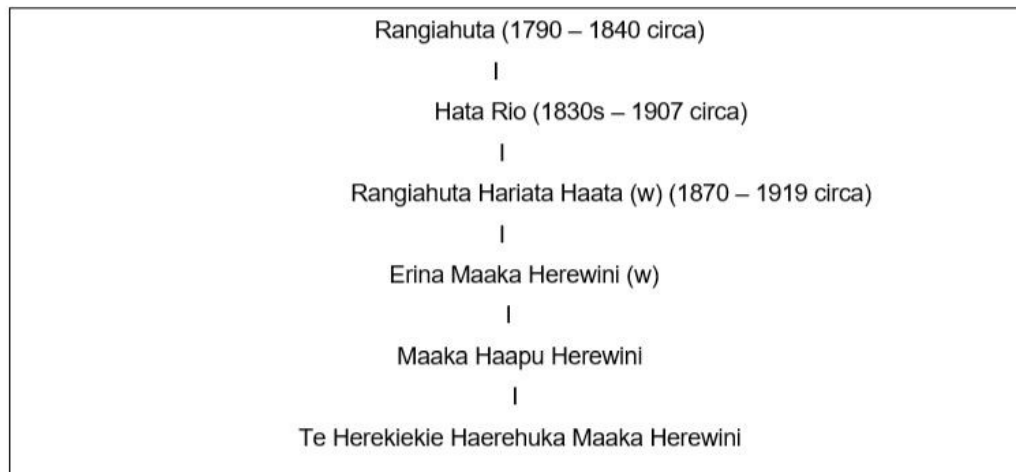 Rangiahuta (1790 – 1840 circa)
|
Hata Rio (1830s – 1907 circa)
|
Rangiahuta Hariata Haata (w) (1870 – 1919 circa)
|
Erina Maaka Herewini (w)
|
Maaka Haapu Herewini
|
Te Herekiekie Haerehuka Maaka Herewini